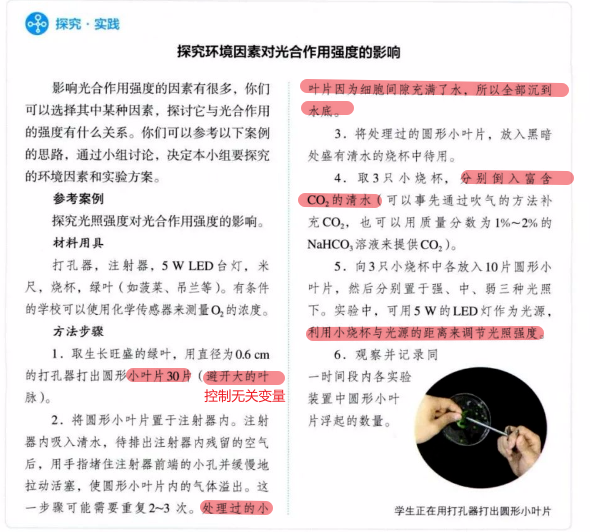 探究·实践
探究环境因素对光合作用强度的影响
影响光合作用强度的因素有很多，你们
可以选择其中某种因素，探讨它与光合作用
的强度有什么关系。你们可以参考以下案例
的思路，通过小组讨论，决定本小组要探究
的环境因素和实验方案。
参考案例
探究光照强度对光合作用强度的影响。
材料用具
打孔器，注射器，5 W LED台灯，米
尺，烧杯，绿叶（如菠菜、吊兰等）。有条件
的学校可以使用化学传感器来测量O₂的浓度。
方法步骤
1．取生长旺盛的绿叶，用直径为0.6 cm
的打孔器打出圆形小叶片30片（避开大的叶
脉）。
控制无关变量
2．将圆形小叶片置于注射器内。注射
器内吸入清水，待排出注射器内残留的空气
后，用手指堵住注射器前端的小孔并缓慢地
拉动活塞，使圆形小叶片内的气体溢出。这
一步骤可能需要重复2~3 次。处理过的小
叶片因为细胞间隙充满了水，所以全部沉到
水底。
3．将处理过的圆形小叶片，放入黑暗
处盛有清水的烧杯中待用。
4．取3只小烧杯，分别倒入富含
CO₂的清水（可以事先通过吹气的方法补
充CO₂，也可以用质量分数为1%~2%的
NaHCO₃溶液来提供CO₂）。
5．向3只小烧杯中各放入10片圆形小
叶片，然后分别置于强、中、弱三种光照
下。实验中，可用5 W的LED灯作为光源，
利用小烧杯与光源的距离来调节光照强度。
6．观察并记录同
一时间段内各实验
装置中圆形小叶
片浮起的数量。
学生正在用打孔器打出圆形小叶片